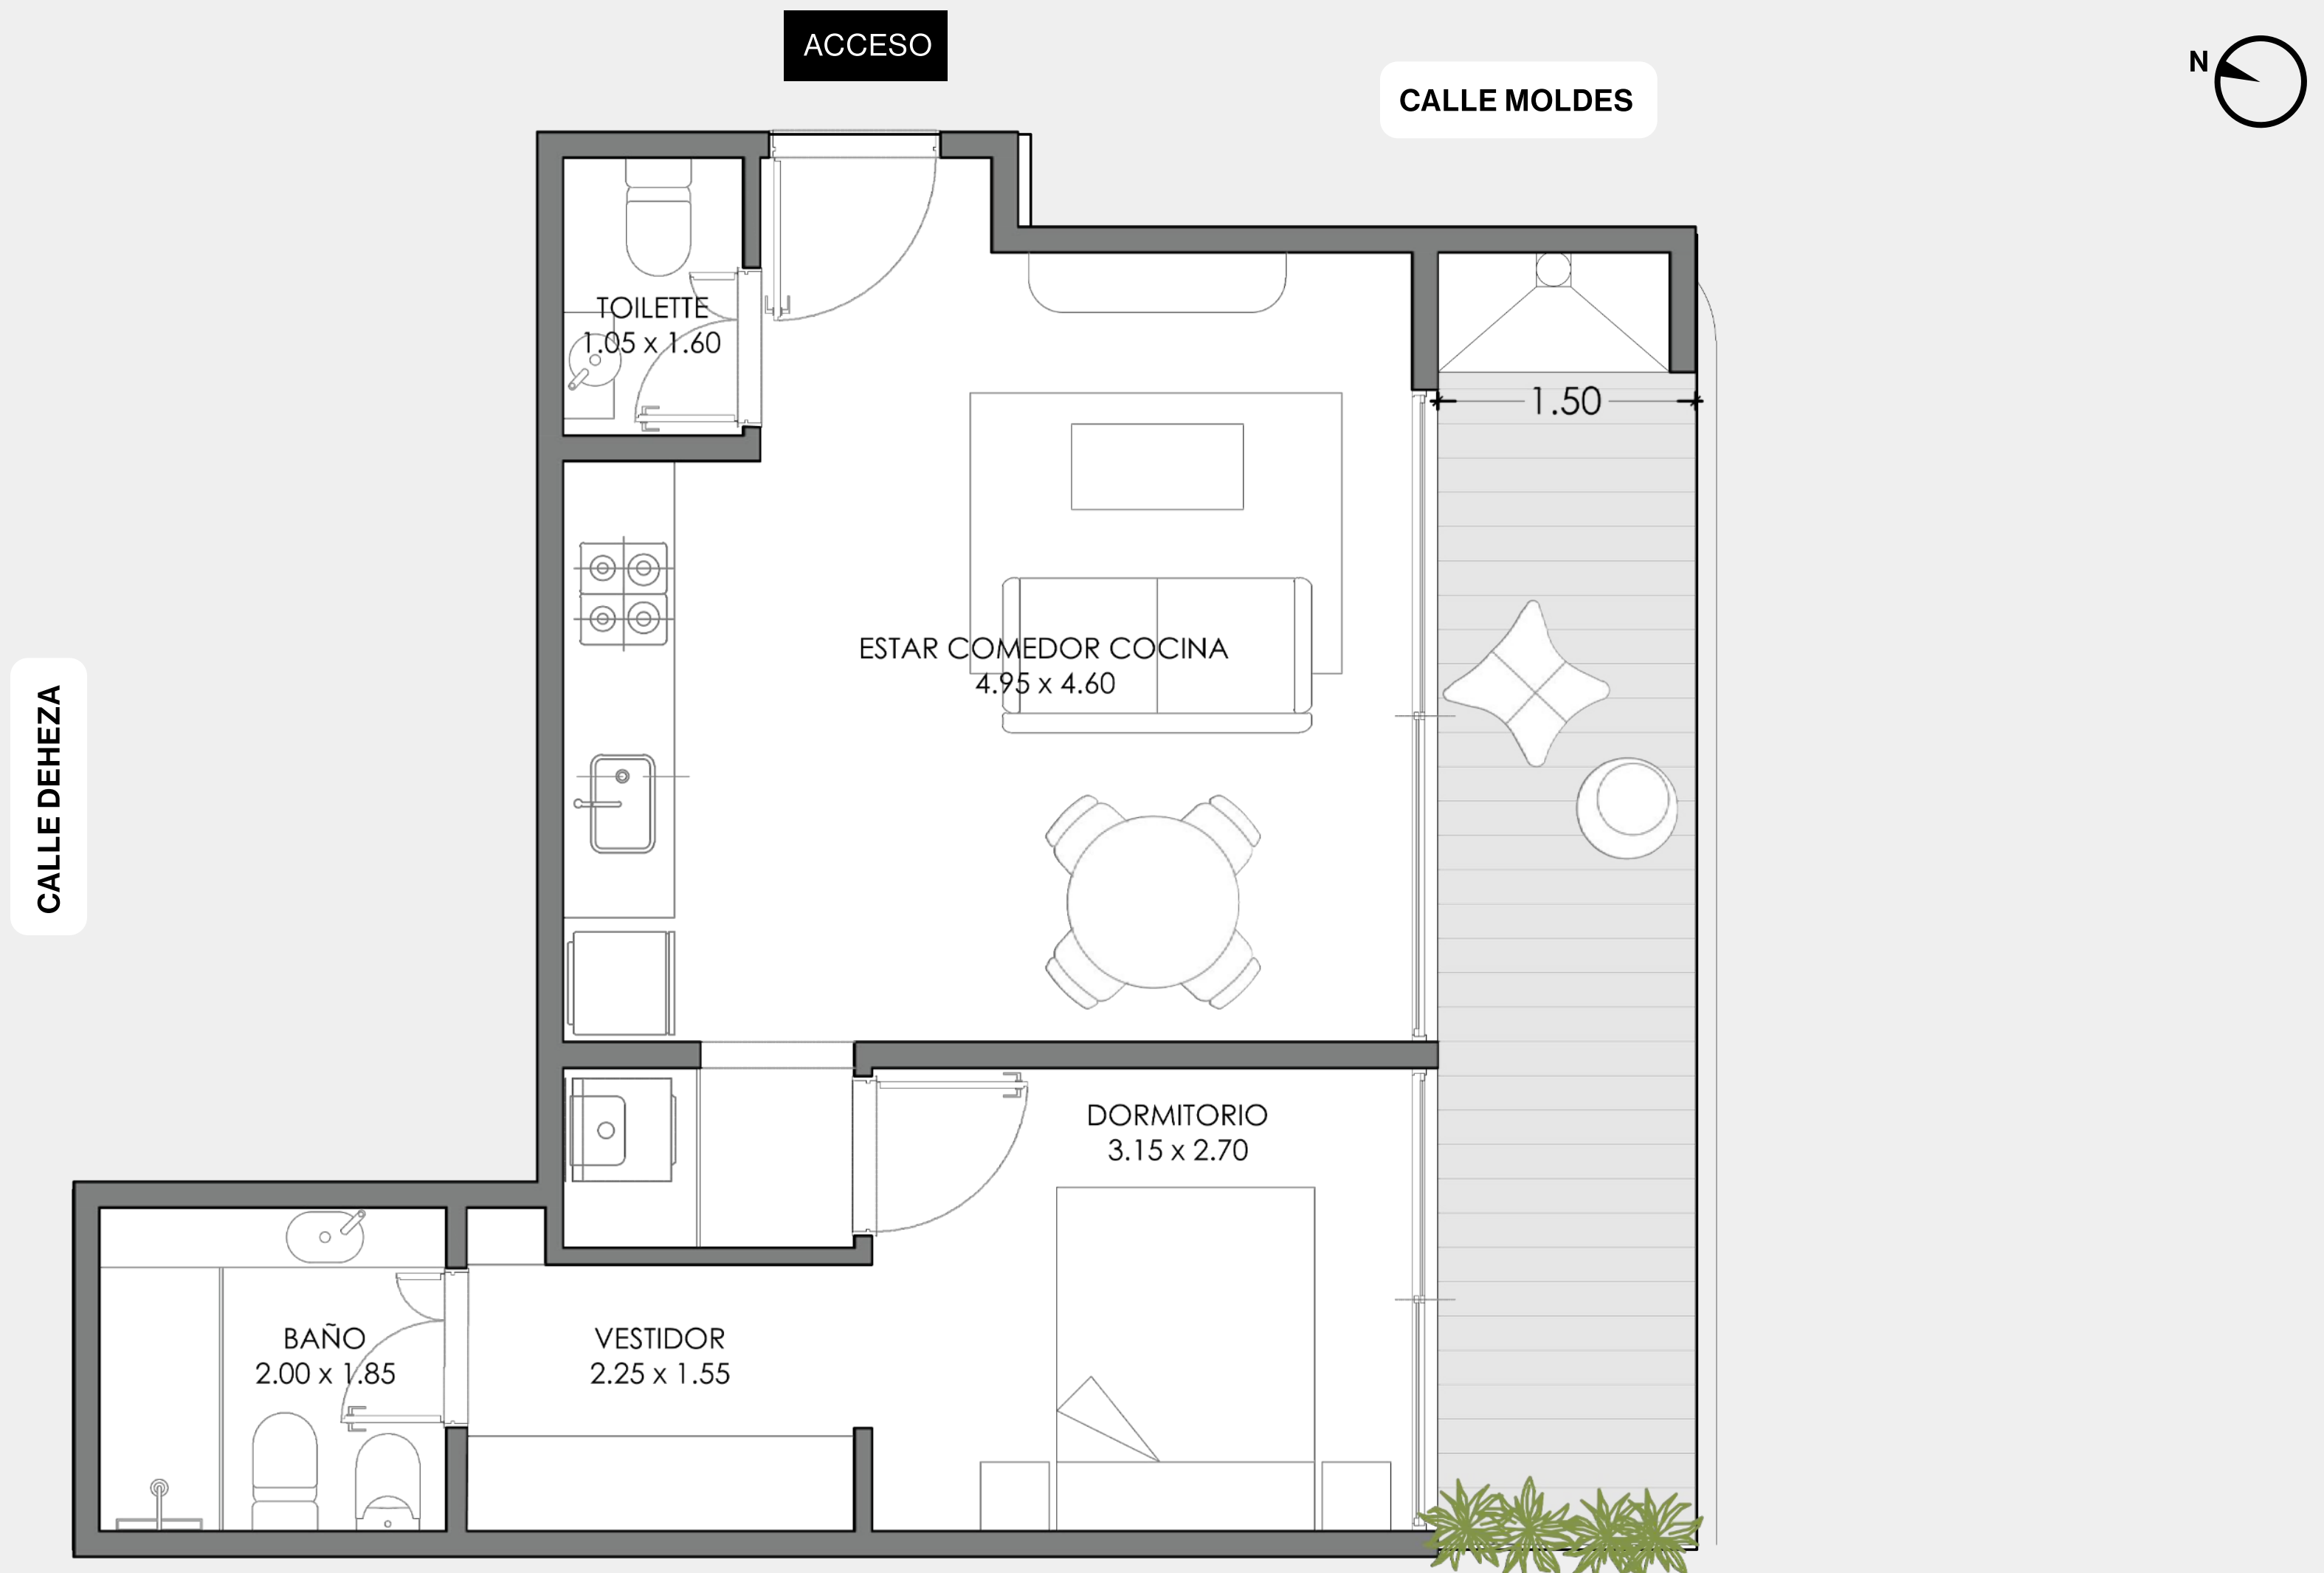 ACCESO
CALLE MOLDES
N
TOILETTE
1.05 x 1.60
1.50
ESTAR COMEDOR COCINA
4.95 x 4.60
CALLE DEHEZA
DORMITORIO
3.15 x 2.70
BAÑO
2.00 x 1.85
VESTIDOR
2.25 x 1.55